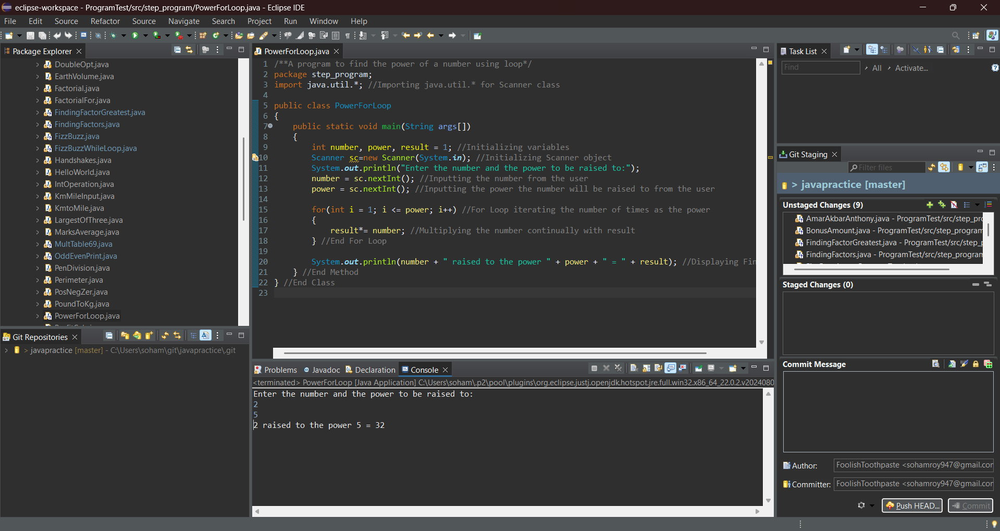 eclipse-workspace - ProgramTest/src/step_program/PowerForLoop.java - Eclipse IDE
File Edit Source Refactor Source Navigate Search Project Run Window Help
Package Explorer
DoubleOpt.java
EarthVolume.java
Factorial.java
FactorialFor.java
FindingFactorGreatest.java
FindingFactors.java
FizzBuzz.java
FizzBuzzWhileLoop.java
Handshakes.java
HelloWorld.java
IntOperation.java
KmMileInput.java
KmtoMile.java
LargestOfThree.java
MarksAverage.java
MultTable69.java
OddEvenPrint.java
PenDivision.java
Perimeter.java
PosNegZer.java
PoundToKg.java
PowerForLoop.java
Git Repositories
> javapractice [master] - C:\Users\soham\git\javapractice\.git
PowerForLoop.java
1 /**A program to find the power of a number using loop*/
2 package step_program;
3 import java.util.*; //Importing java.util.* for Scanner class
4
5 public class PowerForLoop
6 {
7 public static void main(String args[])
8 {
9 int number, power, result = 1; //Initializing variables
10 Scanner sc=new Scanner(System.in); //Initializing Scanner object
11 System.out.println("Enter the number and the power to be raised to:");
12 number = sc.nextInt(); //Inputting the number from the user
13 power = sc.nextInt(); //Inputting the power the number will be raised to from the user
14
15 for(int i = 1; i <= power; i++) //For Loop iterating the number of times as the power
16 {
17 result*= number; //Multiplying the number continually with result
18 } //End For Loop
19
20 System.out.println(number + " raised to the power " + power + " = " + result); //Displaying Fin
21 } //End Method
22 } //End Class
23
Problems Javadoc Declaration Console
<terminated> PowerForLoop [Java Application] C:\Users\soham\.p2\pool\plugins\org.eclipse.justj.openjdk.hotspot.jre.full.win32.x86_64_22.0.2.v2024080
Enter the number and the power to be raised to:
2
5
2 raised to the power 5 = 32
Task List
Find All Activate...
Git Staging
Filter files
> javapractice [master]
Unstaged Changes (9)
AmarAkbarAnthony.java - ProgramTest/src/step_pro
BonusAmount.java - ProgramTest/src/step_program
FindingFactorGreatest.java - ProgramTest/src/step_p
FindingFactors.java - ProgramTest/src/step_program
Staged Changes (0)
Commit Message
Author: FoolishToothpaste <sohamroy947@gmail.com
Committer: FoolishToothpaste <sohamroy947@gmail.com
Push HEAD... Commit